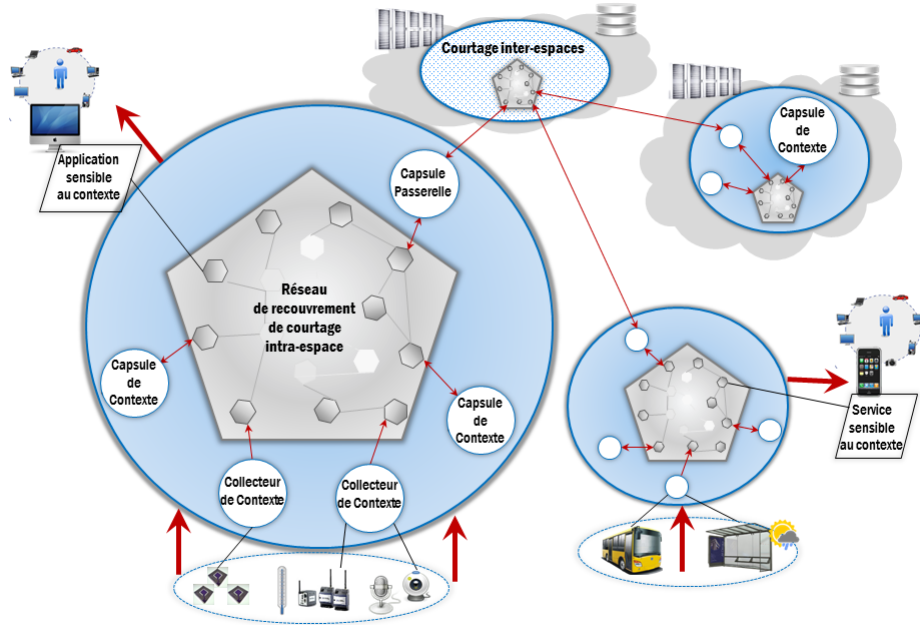 Courtage inter-espaces
Capsule
de
Contexte
Application
sensible
au contexte
Capsule
Passerelle
Réseau
de recouvrement
de courtage
intra-espace
Capsule
de
Contexte
Capsule
de
Contexte
Service
sensible
au contexte
Collecteur
de Contexte
Collecteur
de Contexte